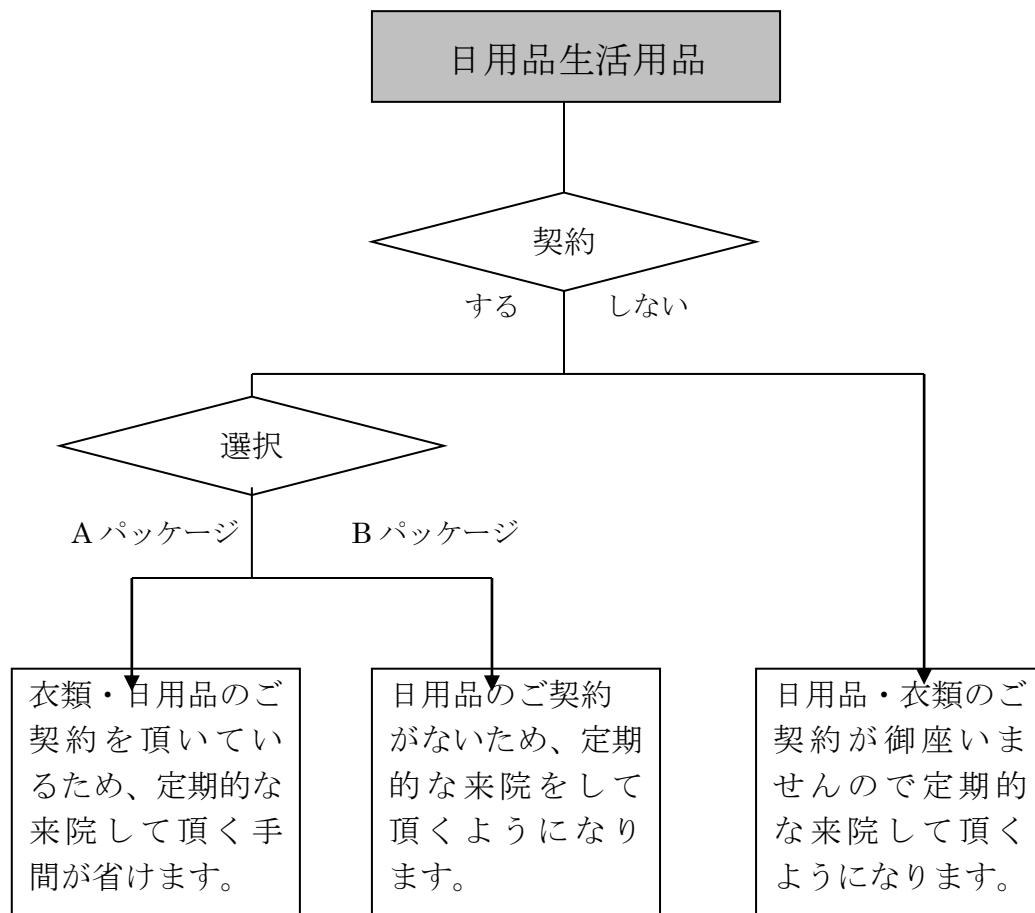 日用品生活用品
契約
する
しない
選択
A パッケージ
B パッケージ
衣類・日用品のご
契約を頂いてい
るため、定期的な
来院して頂く手
間が省けます。
日用品のご契約
がないため、定期
的な来院をして
頂くようになり
ます。
日用品・衣類のご
契約が御座いま
せんので定期的
な来院して頂く
ようになります。